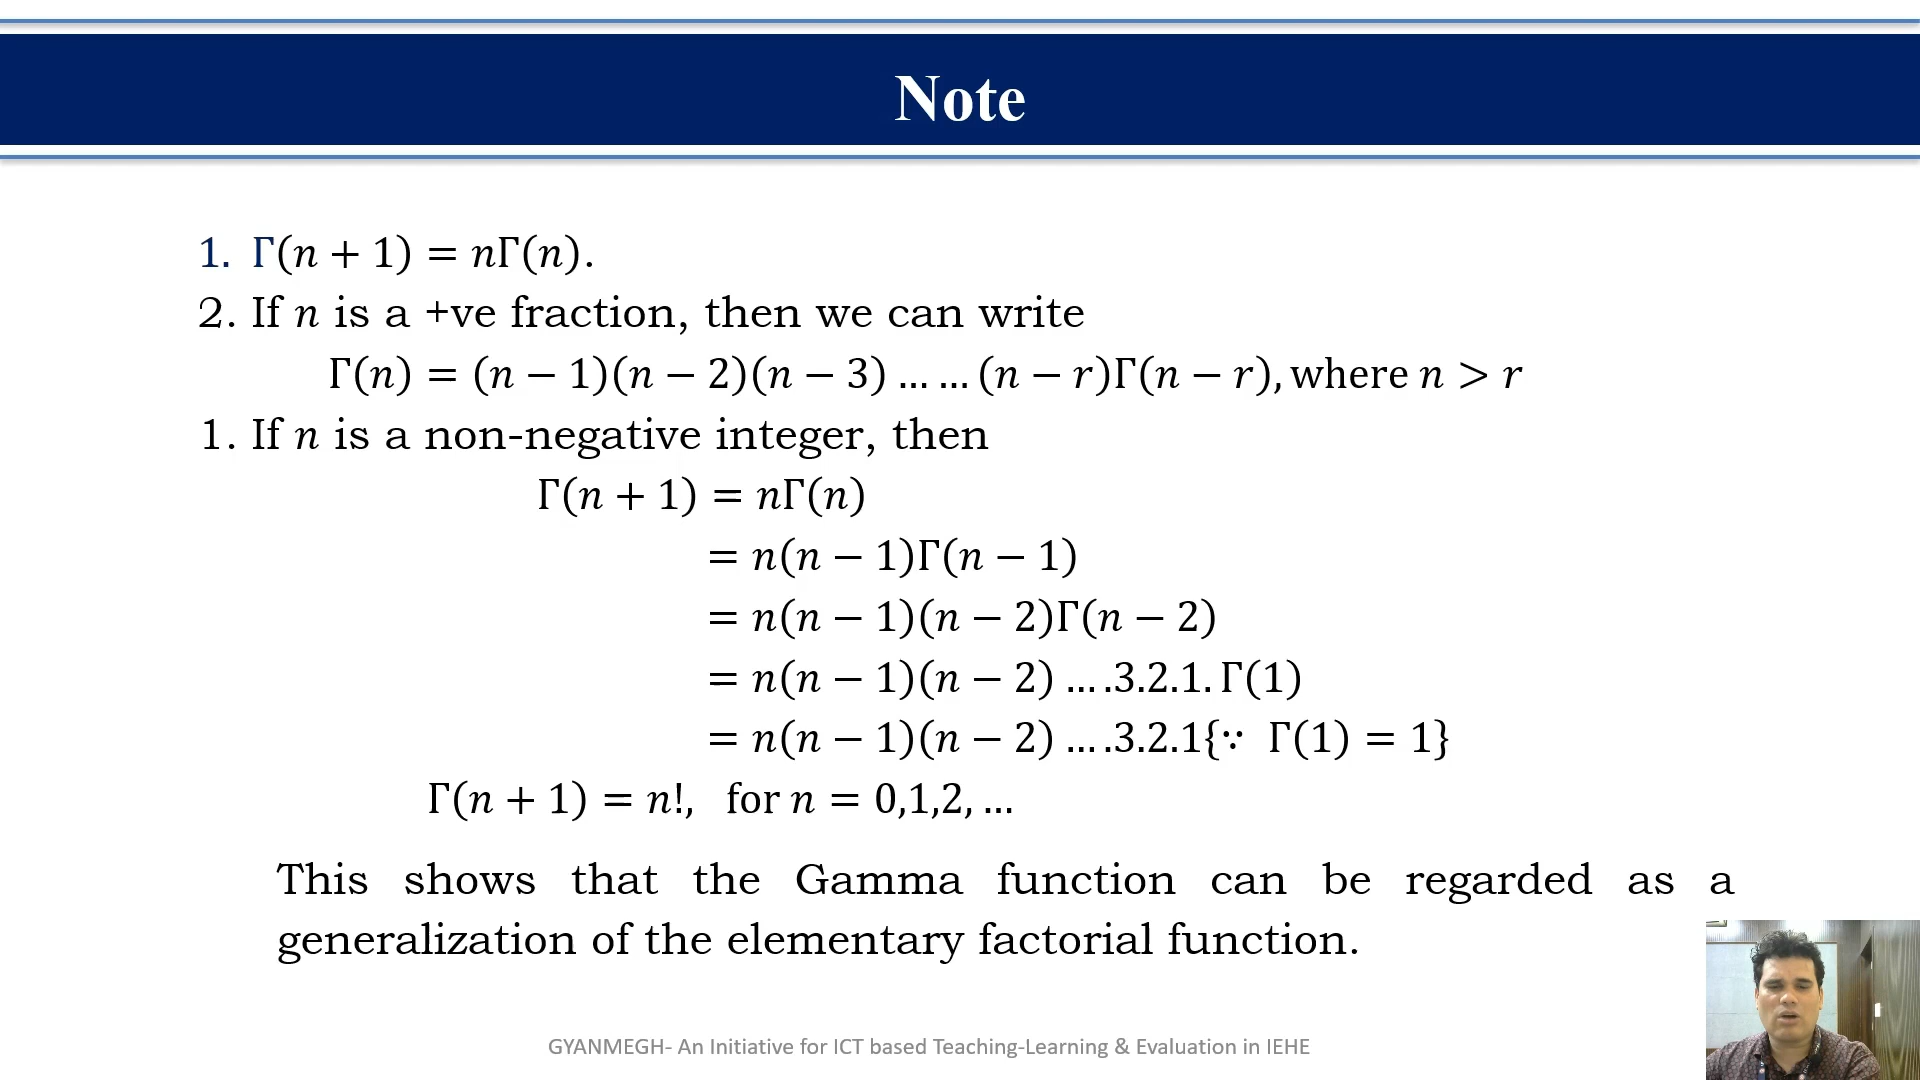 Note
1. Γ(n + 1) = nΓ(n).
2. If n is a +ve fraction, then we can write
Γ(n) = (n − 1)(n − 2)(n − 3) … … (n − r)Γ(n − r), where n > r
1. If n is a non-negative integer, then
Γ(n + 1) = nΓ(n)
= n(n − 1)Γ(n − 1)
= n(n − 1)(n − 2)Γ(n − 2)
= n(n − 1)(n − 2) … .3.2.1. Γ(1)
= n(n − 1)(n − 2) … .3.2.1{∵ Γ(1) = 1}
Γ(n + 1) = n!, for n = 0,1,2, …
This shows that the Gamma function can be regarded as a
generalization of the elementary factorial function.
GYANMEGH- An Initiative for ICT based Teaching-Learning & Evaluation in IEHE